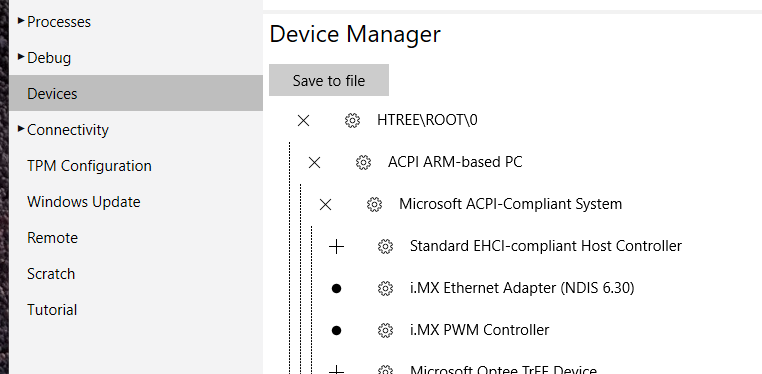 Processes
Debug
Devices
Connectivity
TPM Configuration
Windows Update
Remote
Scratch
Tutorial
Device Manager
Save to file
HTREE\ROOT\0
ACPI ARM-based PC
Microsoft ACPI-Compliant System
Standard EHCI-compliant Host Controller
i.MX Ethernet Adapter (NDIS 6.30)
i.MX PWM Controller
Microsoft Optee TrEE Device